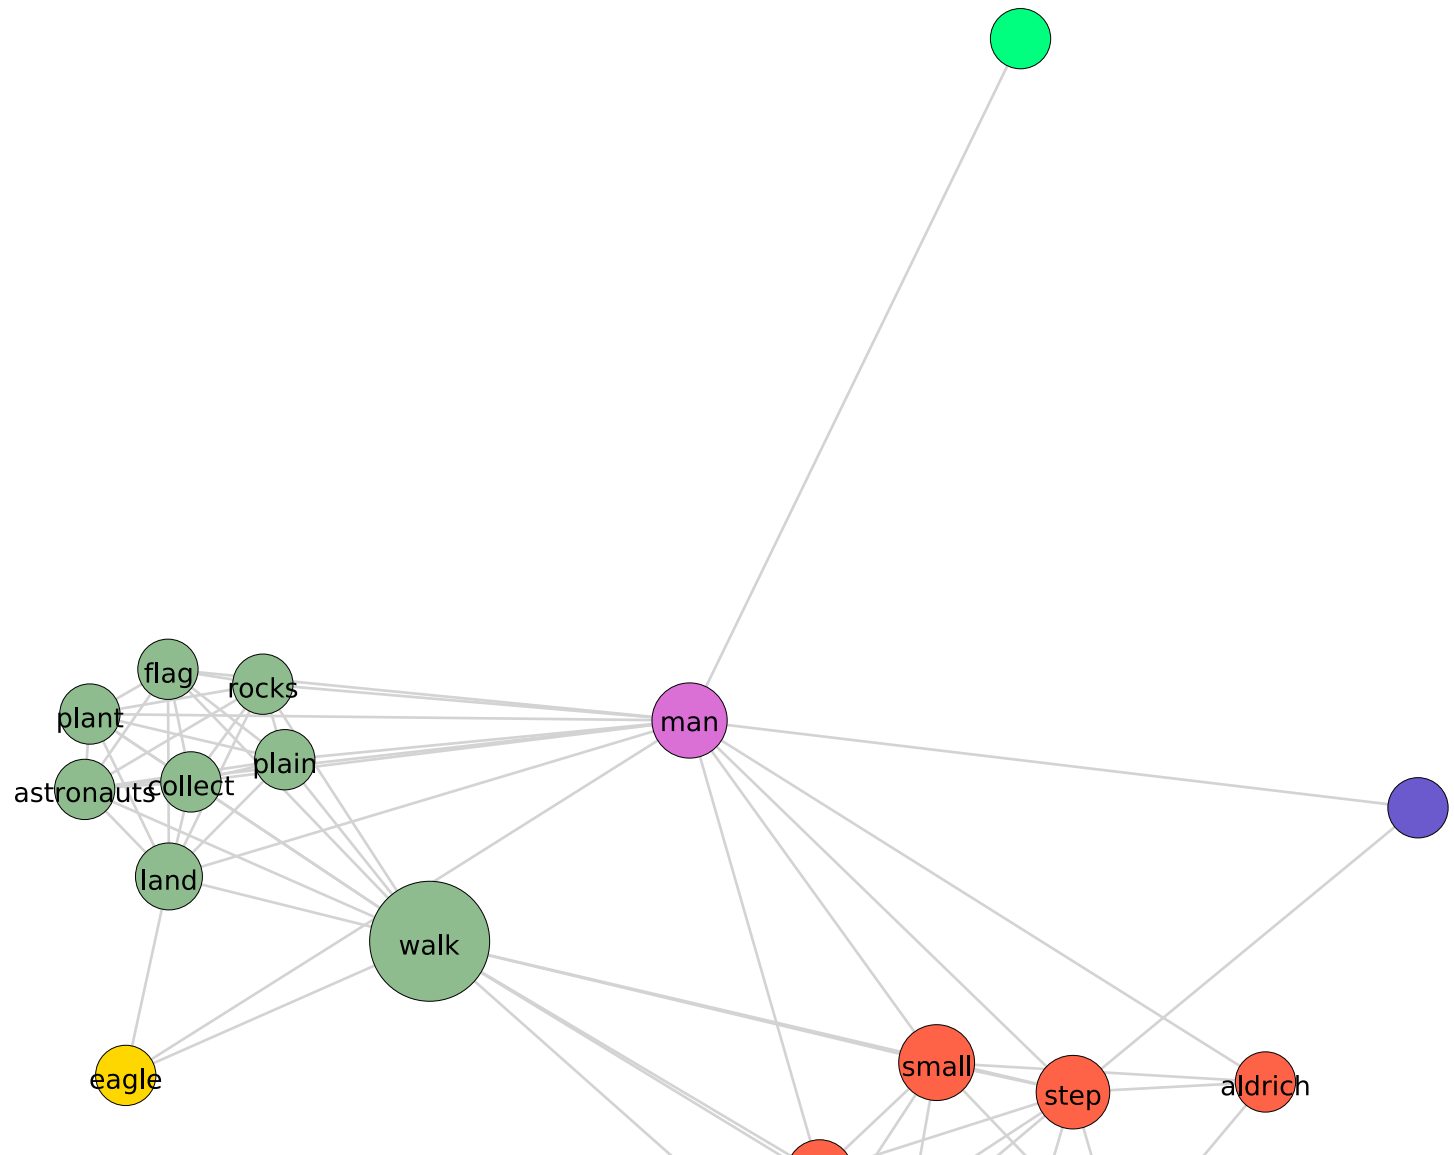 flag
rocks
plant
man
plain
collect
astronauts
land
walk
small
eagle
step
aldrich